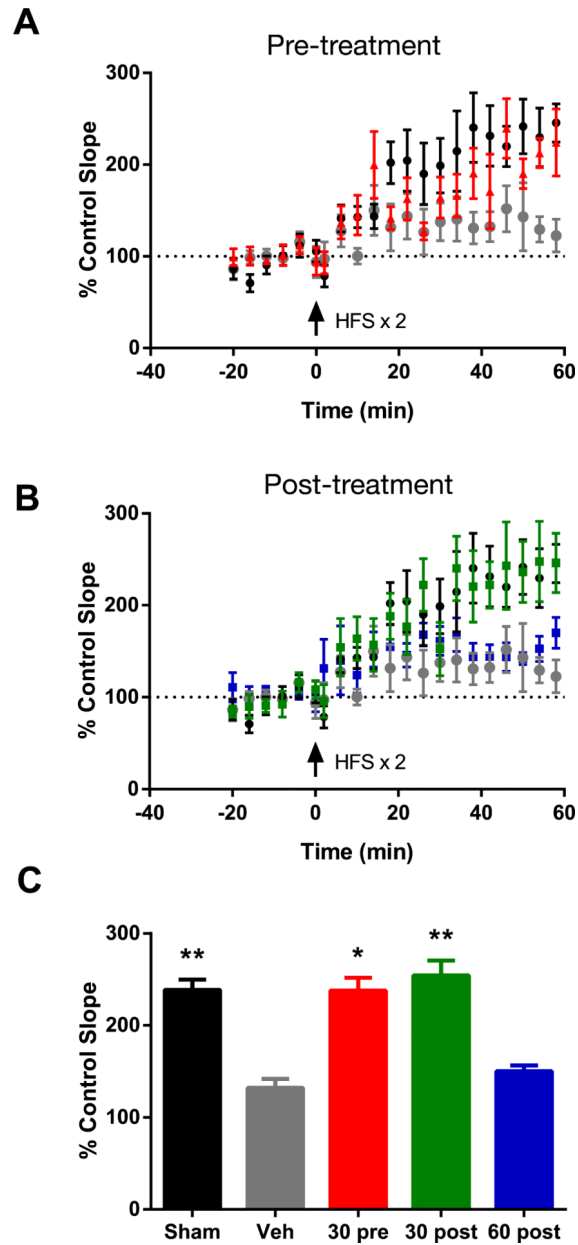 A
Pre-treatment
% Control Slope
300
200
100
0
HFS x 2
-40 -20 0 20 40 60
Time (min)
B
Post-treatment
% Control Slope
300
200
100
0
HFS x 2
-40 -20 0 20 40 60
Time (min)
C
% Control Slope
300
200
100
0
** * **
Sham Veh 30 pre 30 post 60 post